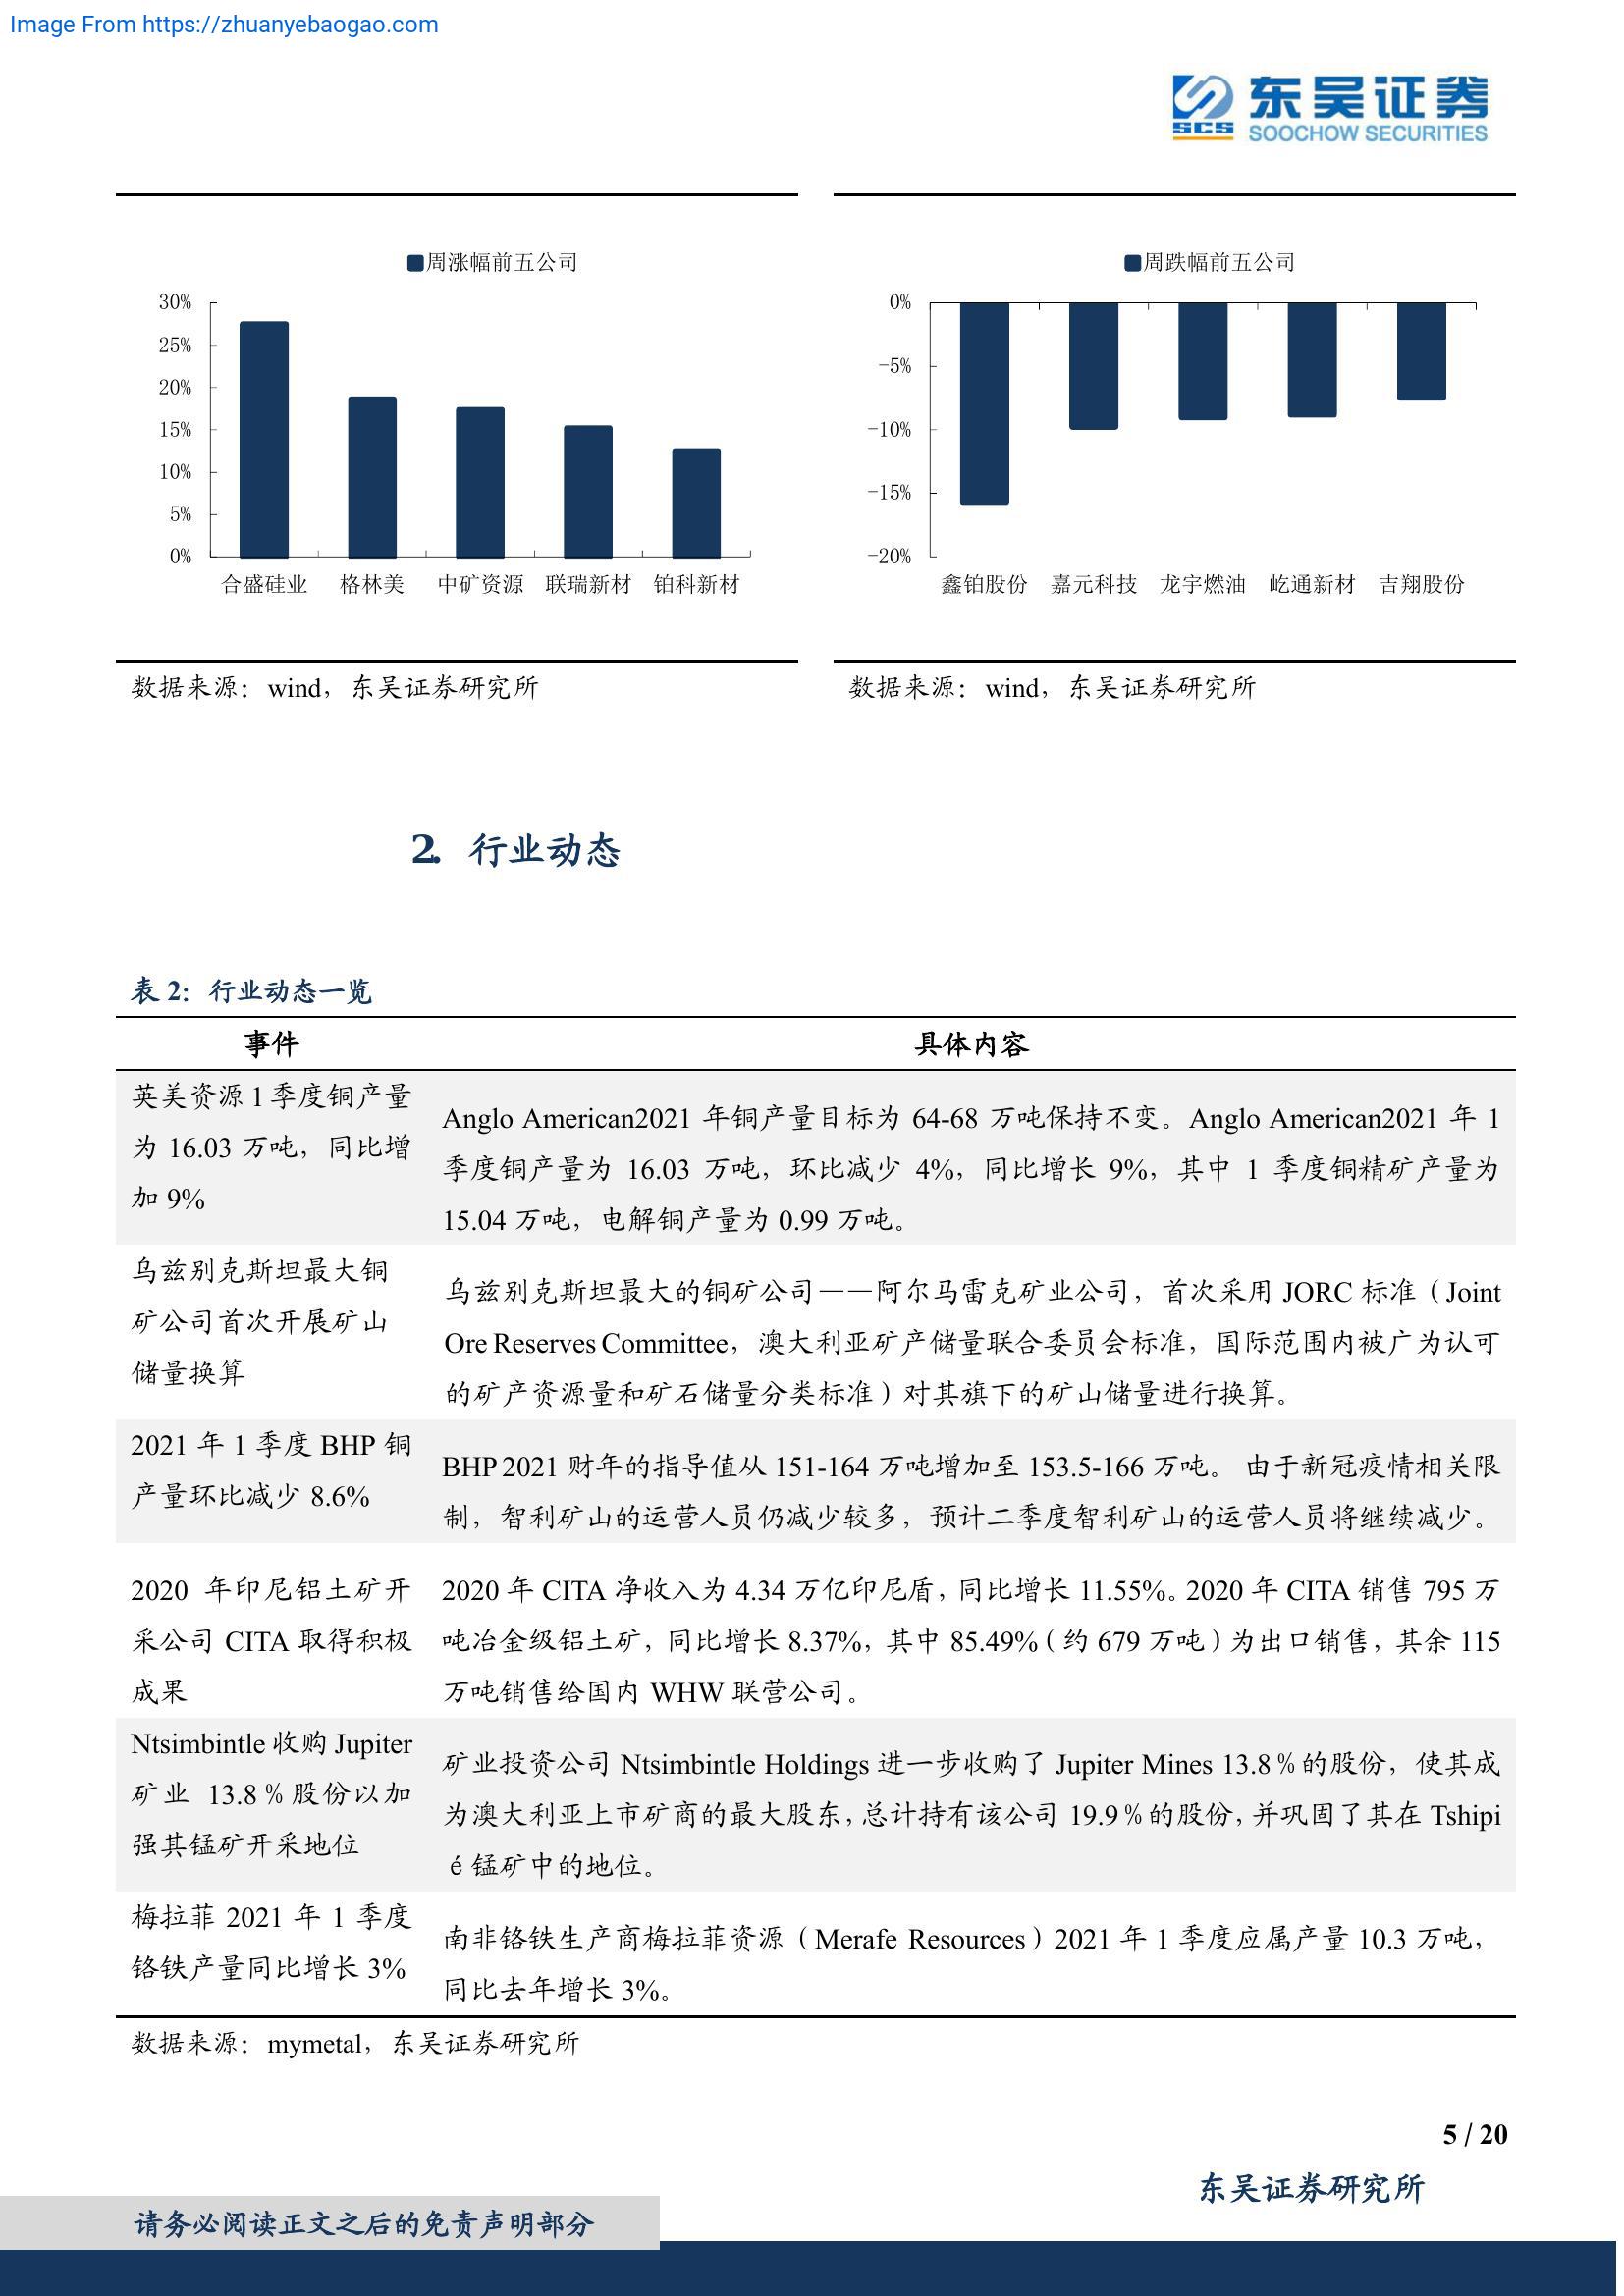 Image From https://zhuanyebaogao.com
东吴证券
SCS
SOOCHOW SECURITIES
周涨幅前五公司
30%
25%
20%
15%
10%
5%
0%
合盛硅业 格林美 中矿资源 联瑞新材 铂科新材
周跌幅前五公司
0%
-5%
-10%
-15%
-20%
鑫铂股份 嘉元科技 龙宇燃油 屹通新材 吉翔股份
数据来源：wind，东吴证券研究所
数据来源：wind，东吴证券研究所
2. 行业动态
表 2：行业动态一览
事件 具体内容
英美资源 1 季度铜产量
为 16.03 万吨，同比增
加 9%
Anglo American2021 年铜产量目标为 64-68 万吨保持不变。Anglo American2021 年 1
季度铜产量为 16.03 万吨，环比减少 4%，同比增长 9%，其中 1 季度铜精矿产量为
15.04 万吨，电解铜产量为 0.99 万吨。
乌兹别克斯坦最大铜
矿公司首次开展矿山
储量换算
乌兹别克斯坦最大的铜矿公司——阿尔马雷克矿业公司，首次采用 JORC 标准（Joint
Ore Reserves Committee，澳大利亚矿产储量联合委员会标准，国际范围内被广为认可
的矿产资源量和矿石储量分类标准）对其旗下的矿山储量进行换算。
2021 年 1 季度 BHP 铜
产量环比减少 8.6%
BHP 2021 财年的指导值从 151-164 万吨增加至 153.5-166 万吨。 由于新冠疫情相关限
制，智利矿山的运营人员仍减少较多，预计二季度智利矿山的运营人员将继续减少。
2020 年印尼铝土矿开
采公司 CITA 取得积极
成果
2020 年 CITA 净收入为 4.34 万亿印尼盾，同比增长 11.55%。2020 年 CITA 销售 795 万
吨冶金级铝土矿，同比增长 8.37%，其中 85.49%（约 679 万吨）为出口销售，其余 115
万吨销售给国内 WHW 联营公司。
Ntsimbintle 收购 Jupiter
矿业 13.8％股份以加
强其锰矿开采地位
矿业投资公司 Ntsimbintle Holdings 进一步收购了 Jupiter Mines 13.8％的股份，使其成
为澳大利亚上市矿商的最大股东，总计持有该公司 19.9％的股份，并巩固了其在 Tshipi
é 锰矿中的地位。
梅拉菲 2021 年 1 季度
铬铁产量同比增长 3%
南非铬铁生产商梅拉菲资源（Merafe Resources）2021 年 1 季度应属产量 10.3 万吨，
同比去年增长 3%。
数据来源：mymetal，东吴证券研究所
5 / 20
东吴证券研究所
请务必阅读正文之后的免责声明部分